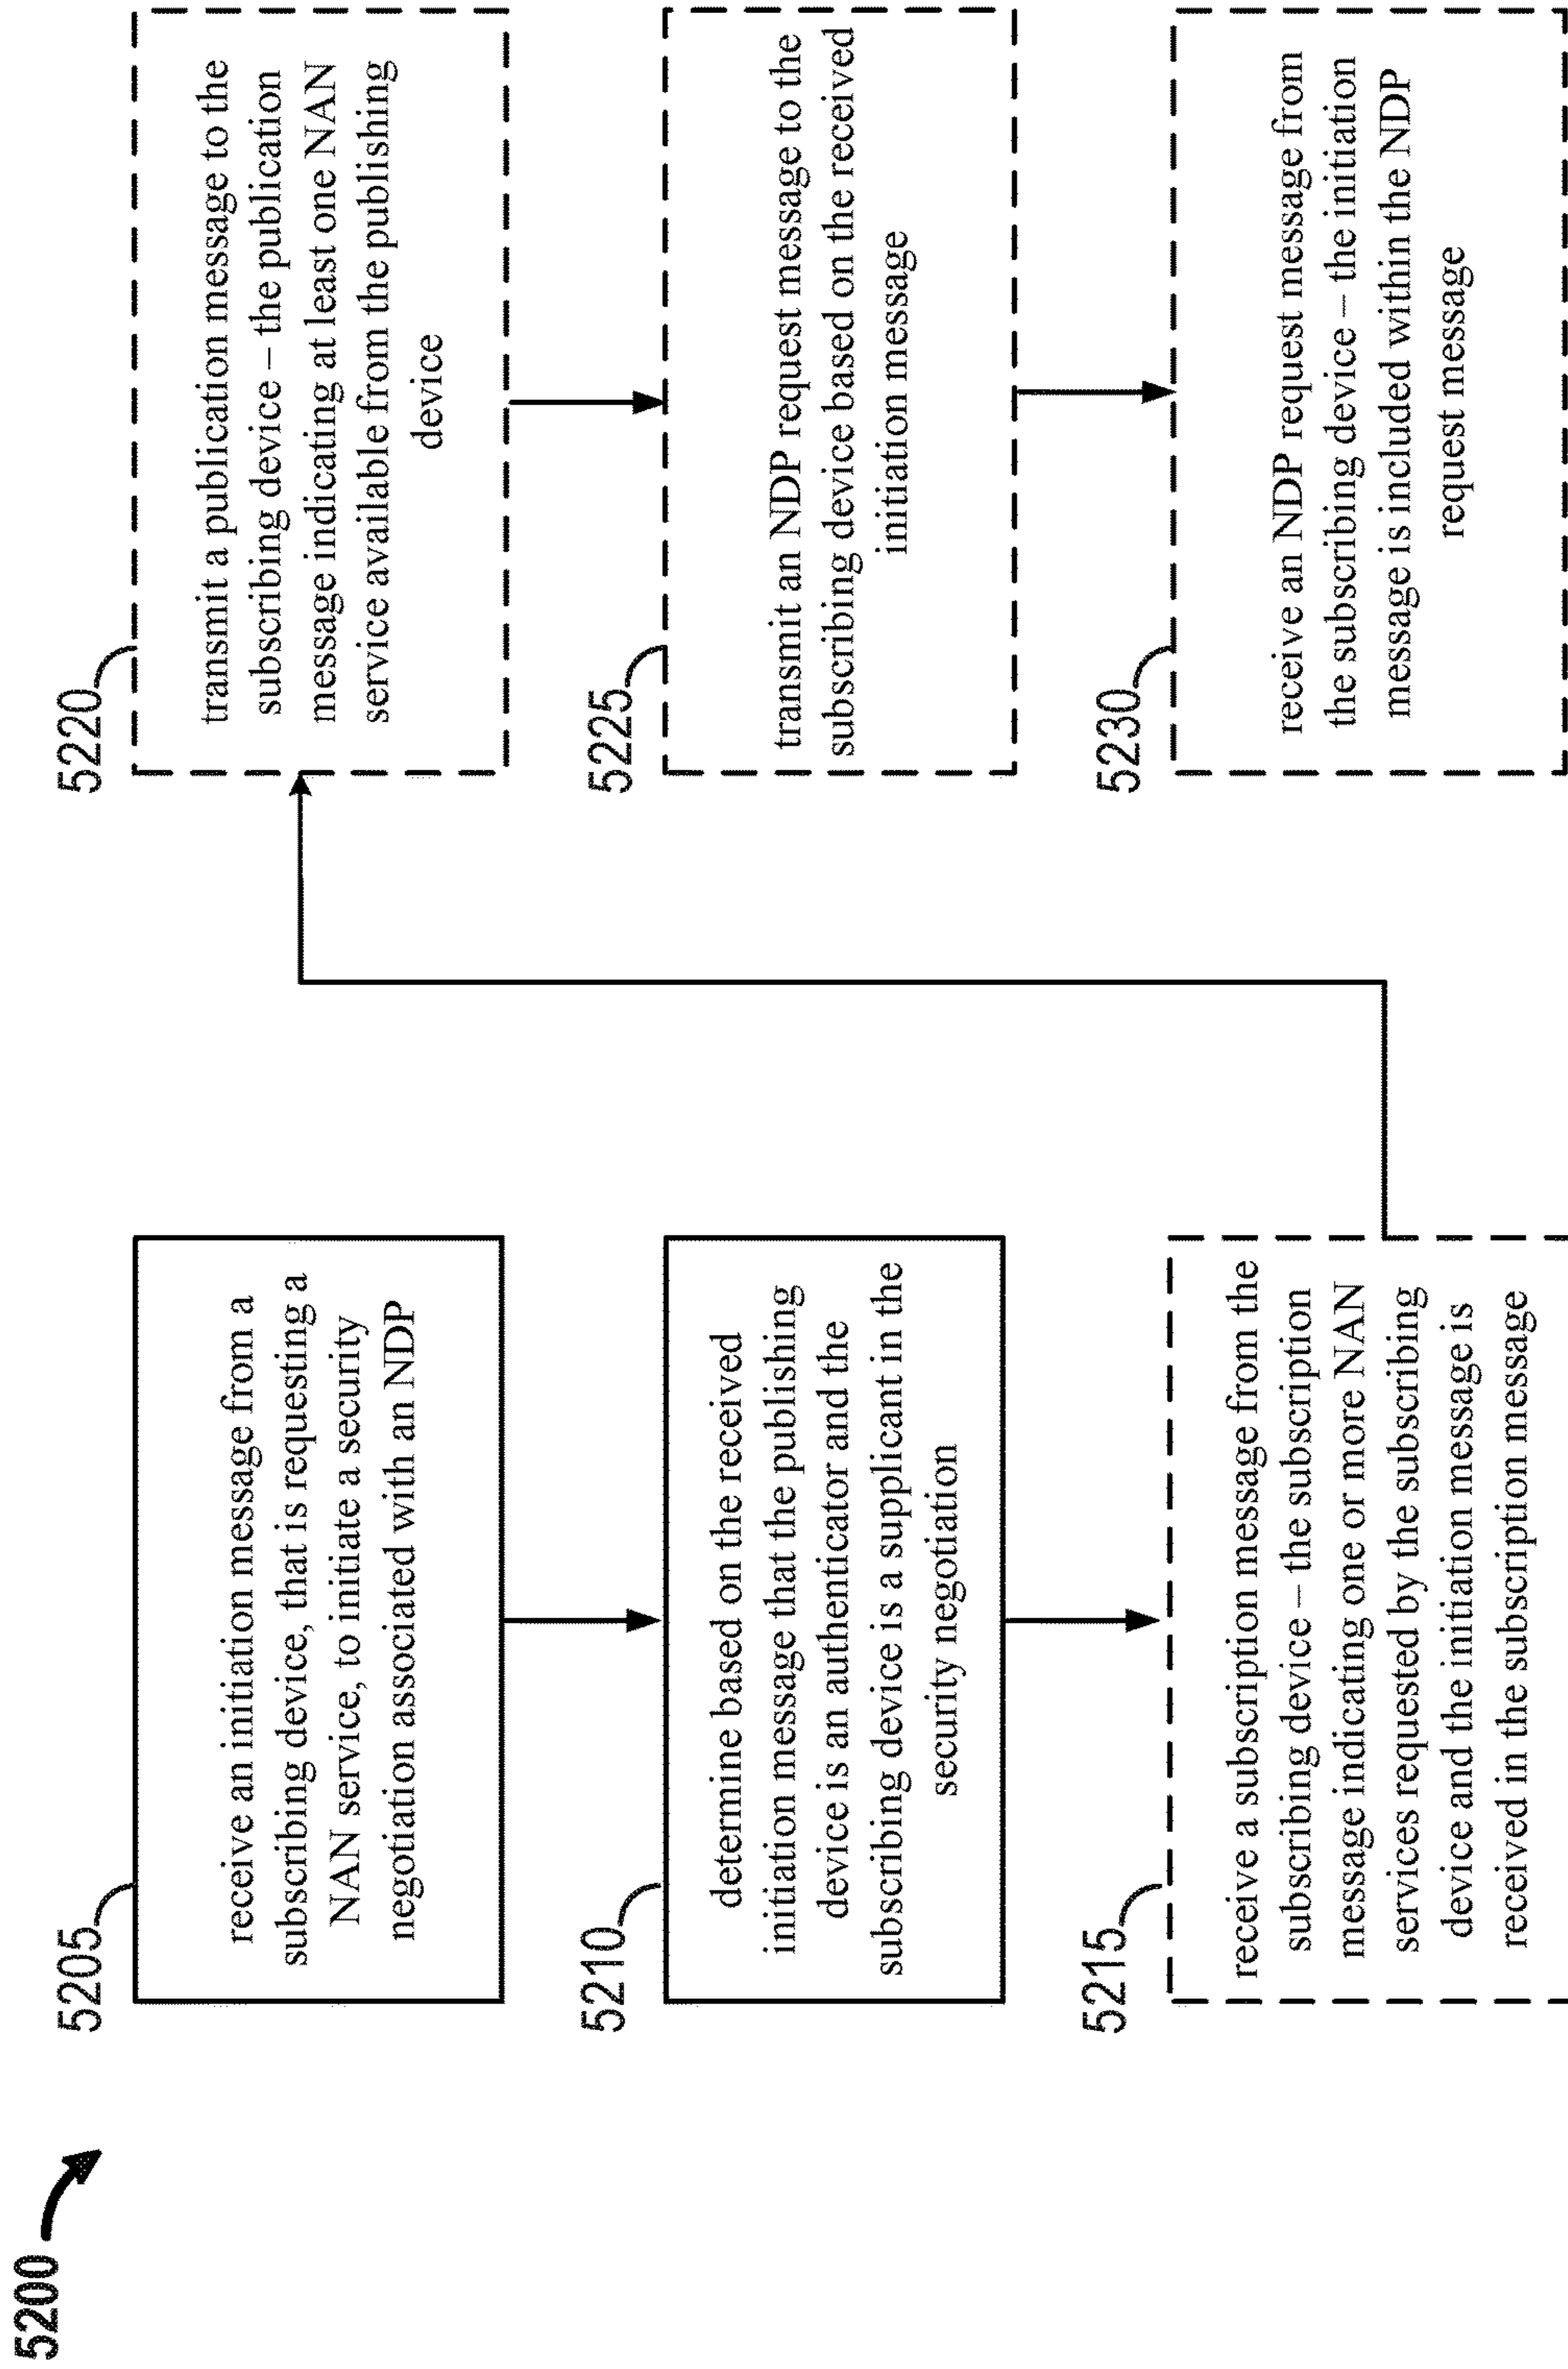 5200
5205
receive an initiation message from a
subscribing device, that is requesting a
NAN service, to initiate a security
negotiation associated with an NDP
5210
determine based on the received
initiation message that the publishing
device is an authenticator and the
subscribing device is a supplicant in the
security negotiation
5215
receive a subscription message from the
subscribing device – the subscription
message indicating one or more NAN
services requested by the subscribing
device and the initiation message is
received in the subscription message
5220
transmit a publication message to the
subscribing device – the publication
message indicating at least one NAN
service available from the publishing
device
5225
transmit an NDP request message to the
subscribing device based on the received
initiation message
5230
receive an NDP request message from
the subscribing device – the initiation
message is included within the NDP
request message